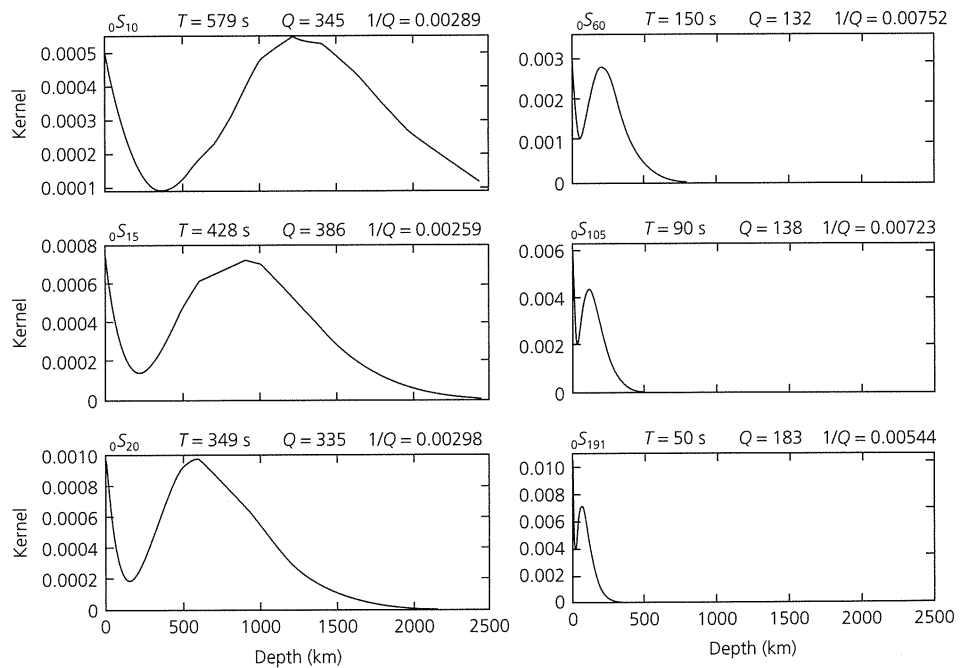 ₀S₁₀ T = 579 s Q = 345 1/Q = 0.00289
0.0005
0.0004
0.0003
0.0002
0.0001
Kernel
₀S₁₅ T = 428 s Q = 386 1/Q = 0.00259
0.0008
0.0006
0.0004
0.0002
0
Kernel
₀S₂₀ T = 349 s Q = 335 1/Q = 0.00298
0.0010
0.0008
0.0006
0.0004
0.0002
0
Kernel
0 500 1000 1500 2000 2500
Depth (km)
₀S₆₀ T = 150 s Q = 132 1/Q = 0.00752
0.003
0.002
0.001
0
₀S₁₀₅ T = 90 s Q = 138 1/Q = 0.00723
0.006
0.004
0.002
0
₀S₁₉₁ T = 50 s Q = 183 1/Q = 0.00544
0.010
0.008
0.006
0.004
0.002
0
0 500 1000 1500 2000 2500
Depth (km)